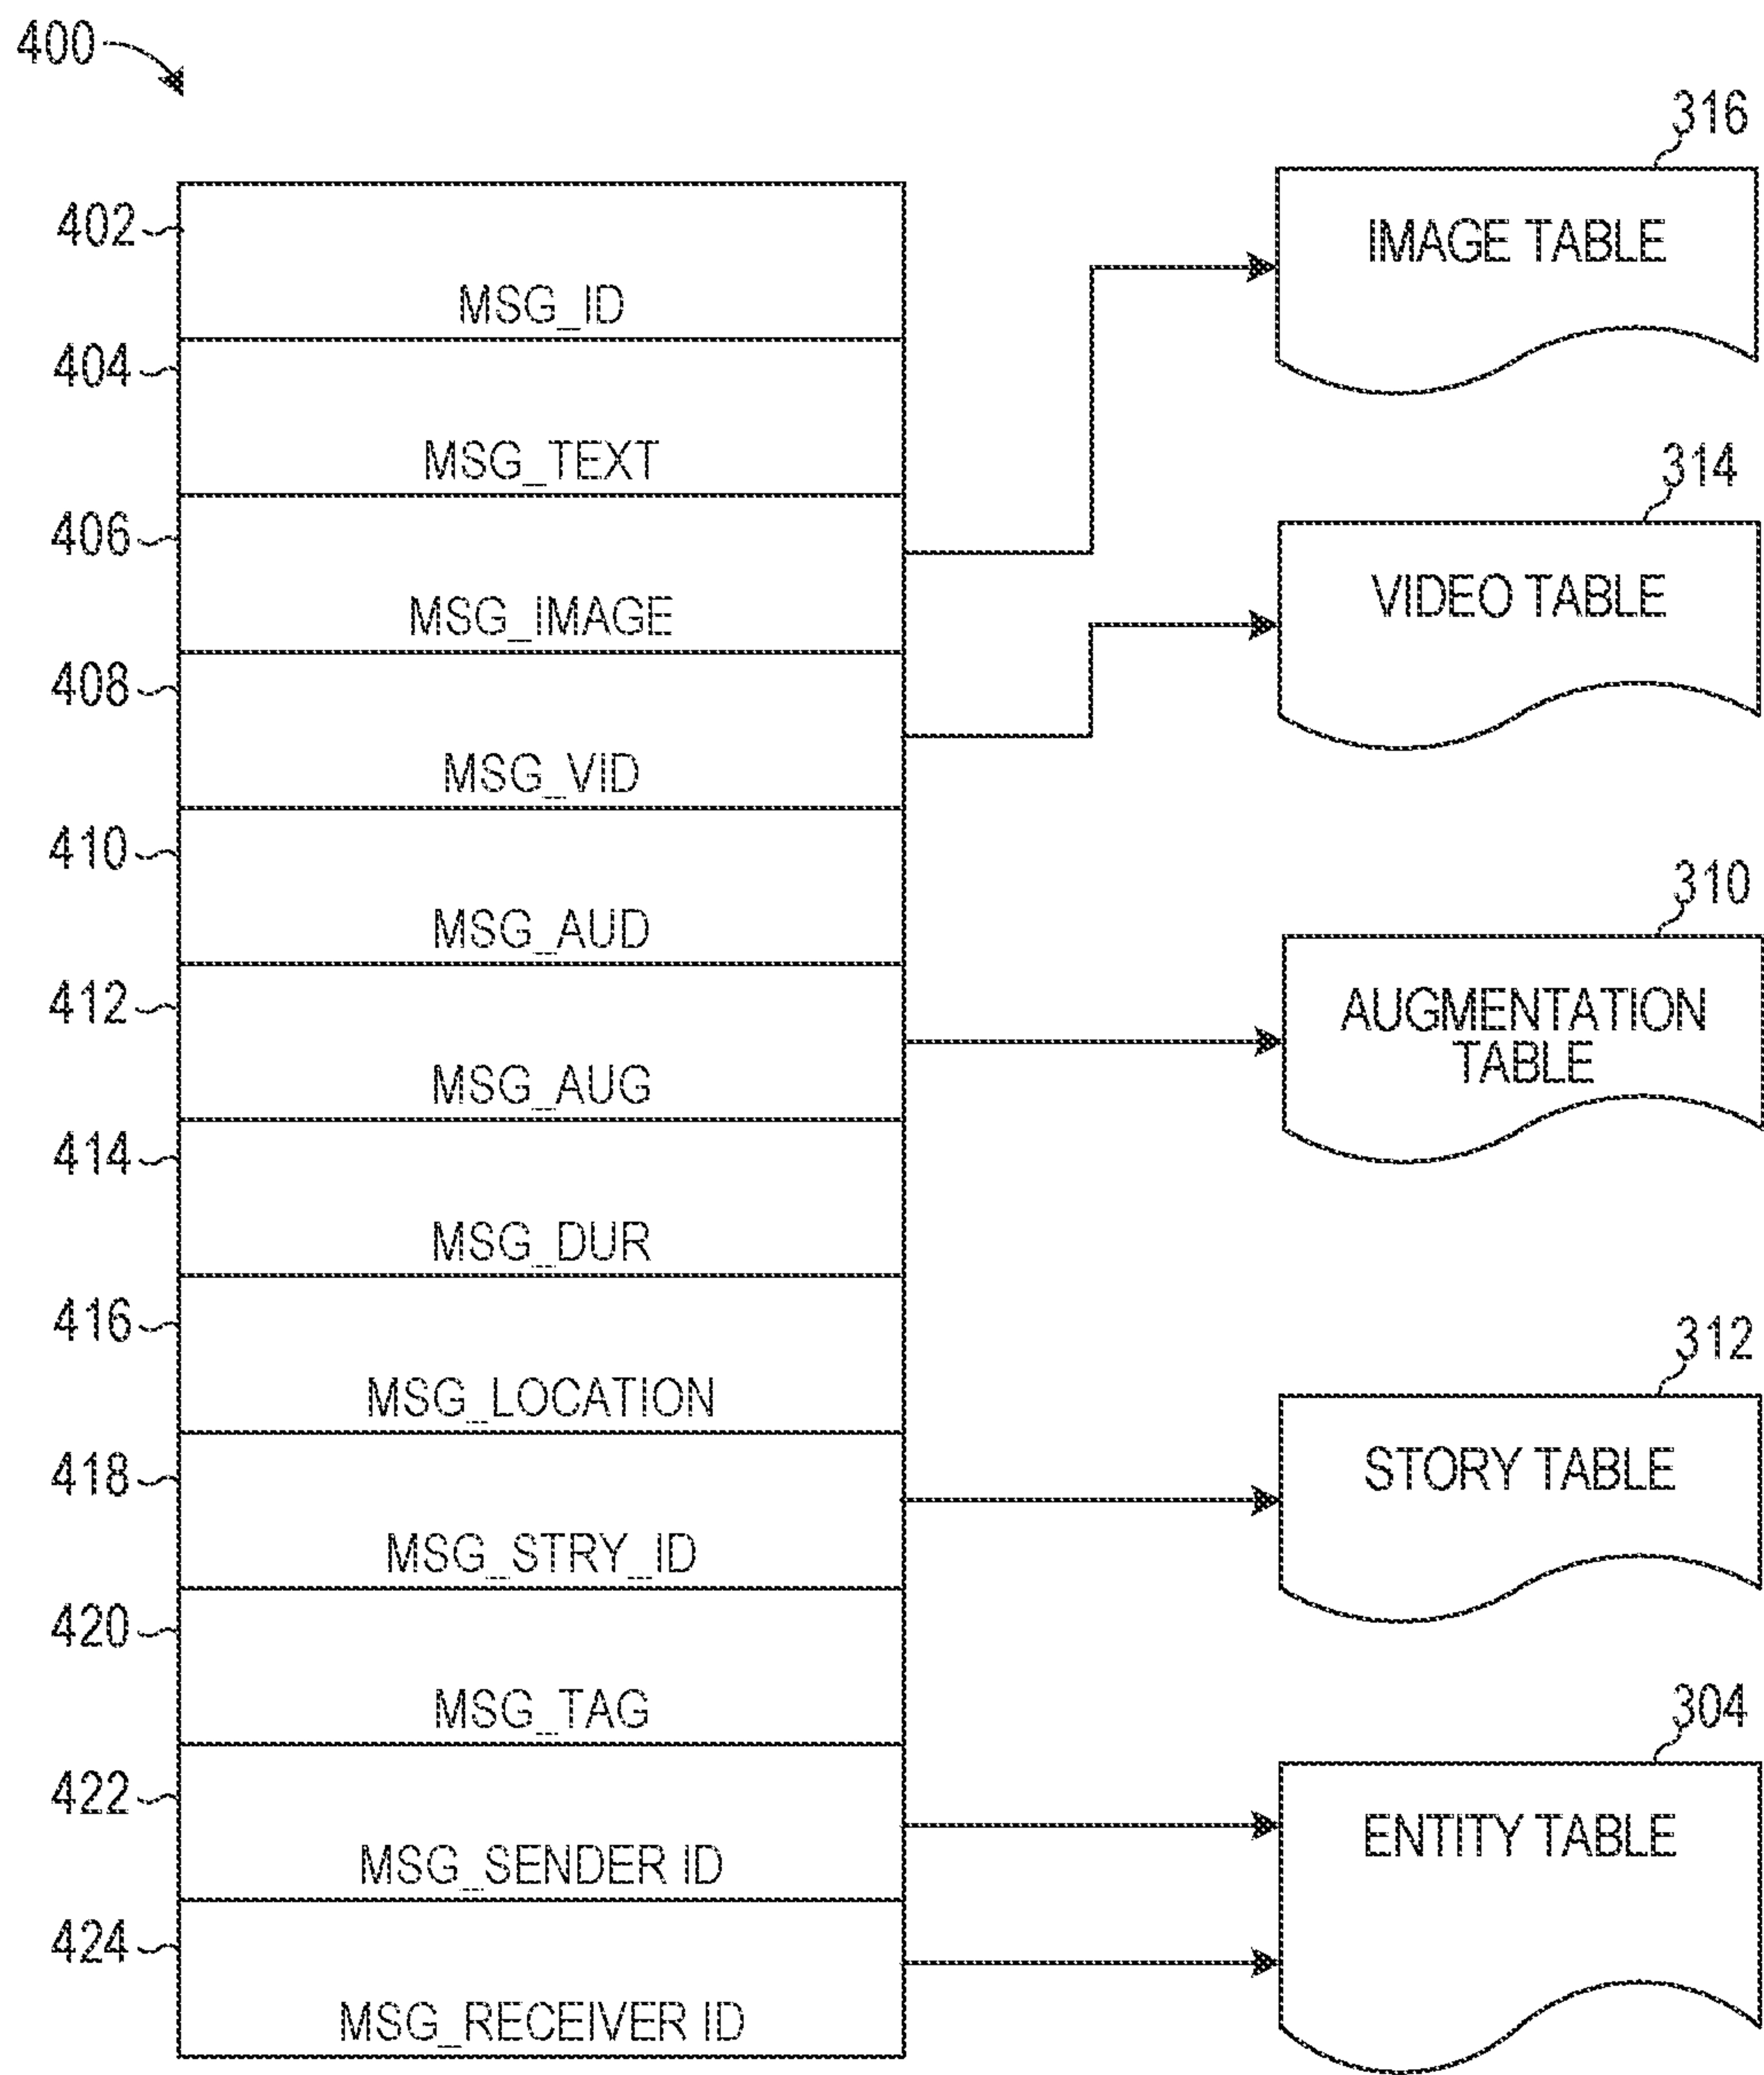 400
402
MSG_ID
404
MSG_TEXT
406
MSG_IMAGE
408
MSG_VID
410
MSG_AUD
412
MSG_AUG
414
MSG_DUR
416
MSG_LOCATION
418
MSG_STRY_ID
420
MSG_TAG
422
MSG_SENDER ID
424
MSG_RECEIVER ID
316
IMAGE TABLE
314
VIDEO TABLE
310
AUGMENTATION
TABLE
312
STORY TABLE
304
ENTITY TABLE